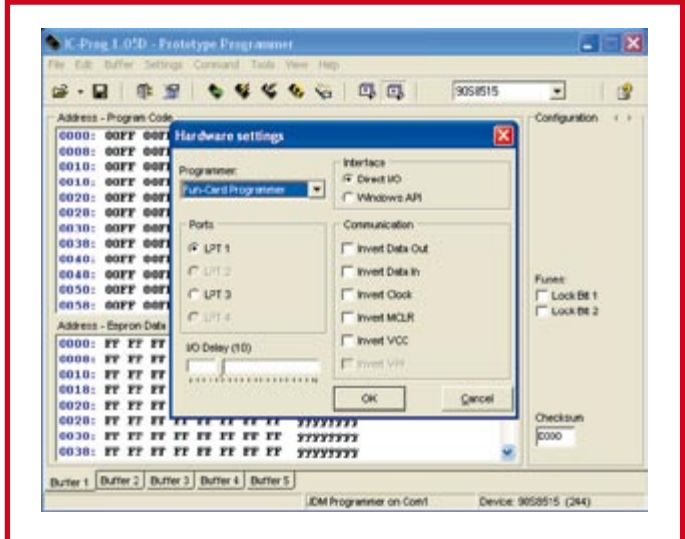 IC-Prog 1.05D - Prototype Programmer
File Edit Buffer Settings Command Tools View Help
90S8515
Address - Program Code
Configuration
0000: 00FF
0008: 00FF
0010: 00FF
0018: 00FF
0020: 00FF
0028: 00FF
0030: 00FF
0038: 00FF
0040: 00FF
0048: 00FF
0050: 00FF
0058: 00FF
Hardware settings
Programmer:
Fun-Card Programmer
Interface
Direct I/O
Windows API
Ports
LPT 1
LPT 2
LPT 3
LPT 4
Communication
Invert Data Out
Invert Data In
Invert Clock
Invert MCLR
Invert VCC
Invert VPP
I/O Delay (10)
OK
Cancel
Fuses:
Lock Bit 1
Lock Bit 2
Address - Eeprom Data
0000: FF FF FF
0008: FF FF FF
0010: FF FF FF
0018: FF FF FF
0020: FF FF FF
0028: FF FF FF FF FF FF FF FF ÿÿÿÿÿÿÿÿ
0030: FF FF FF FF FF FF FF FF ÿÿÿÿÿÿÿÿ
0038: FF FF FF FF FF FF FF FF ÿÿÿÿÿÿÿÿ
Checksum
Buffer 1 Buffer 2 Buffer 3 Buffer 4 Buffer 5
JDM Programmer on Com1
Device: 90S8515 (244)